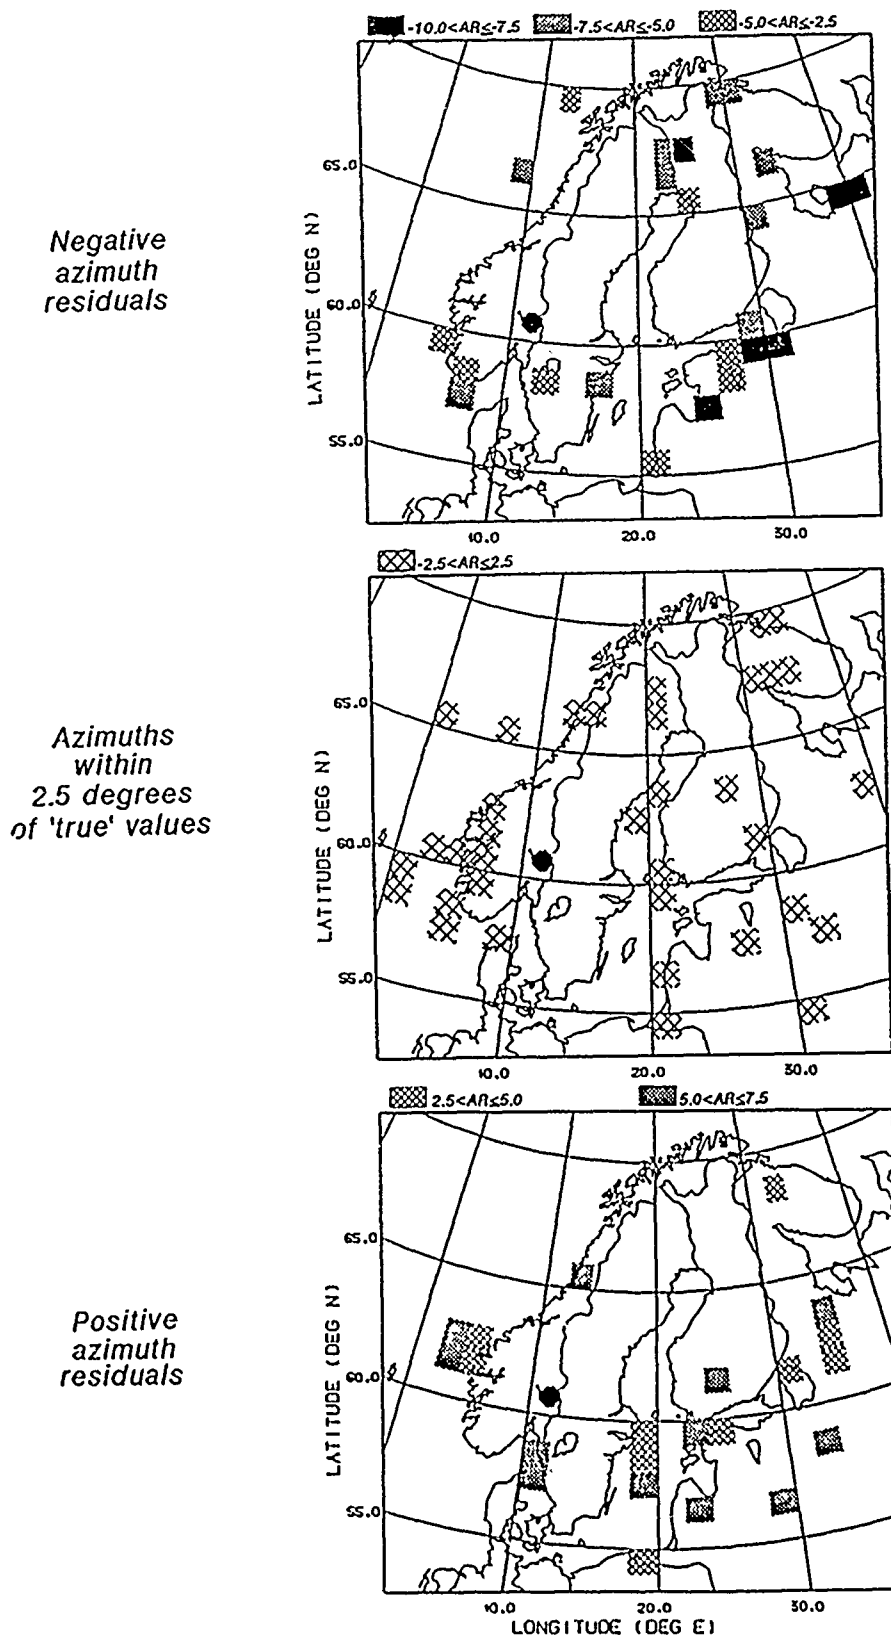 -10.0<AR≤-7.5 -7.5<AR≤-5.0 -5.0<AR≤-2.5
Negative
azimuth
residuals
LATITUDE (DEG N)
65.0
60.0
55.0
10.0 20.0 30.0
-2.5<AR≤2.5
Azimuths
within
2.5 degrees
of 'true' values
LATITUDE (DEG N)
65.0
60.0
55.0
10.0 20.0 30.0
2.5<AR≤5.0 5.0<AR≤7.5
Positive
azimuth
residuals
LATITUDE (DEG N)
65.0
60.0
55.0
10.0 20.0 30.0
LONGITUDE (DEG E)